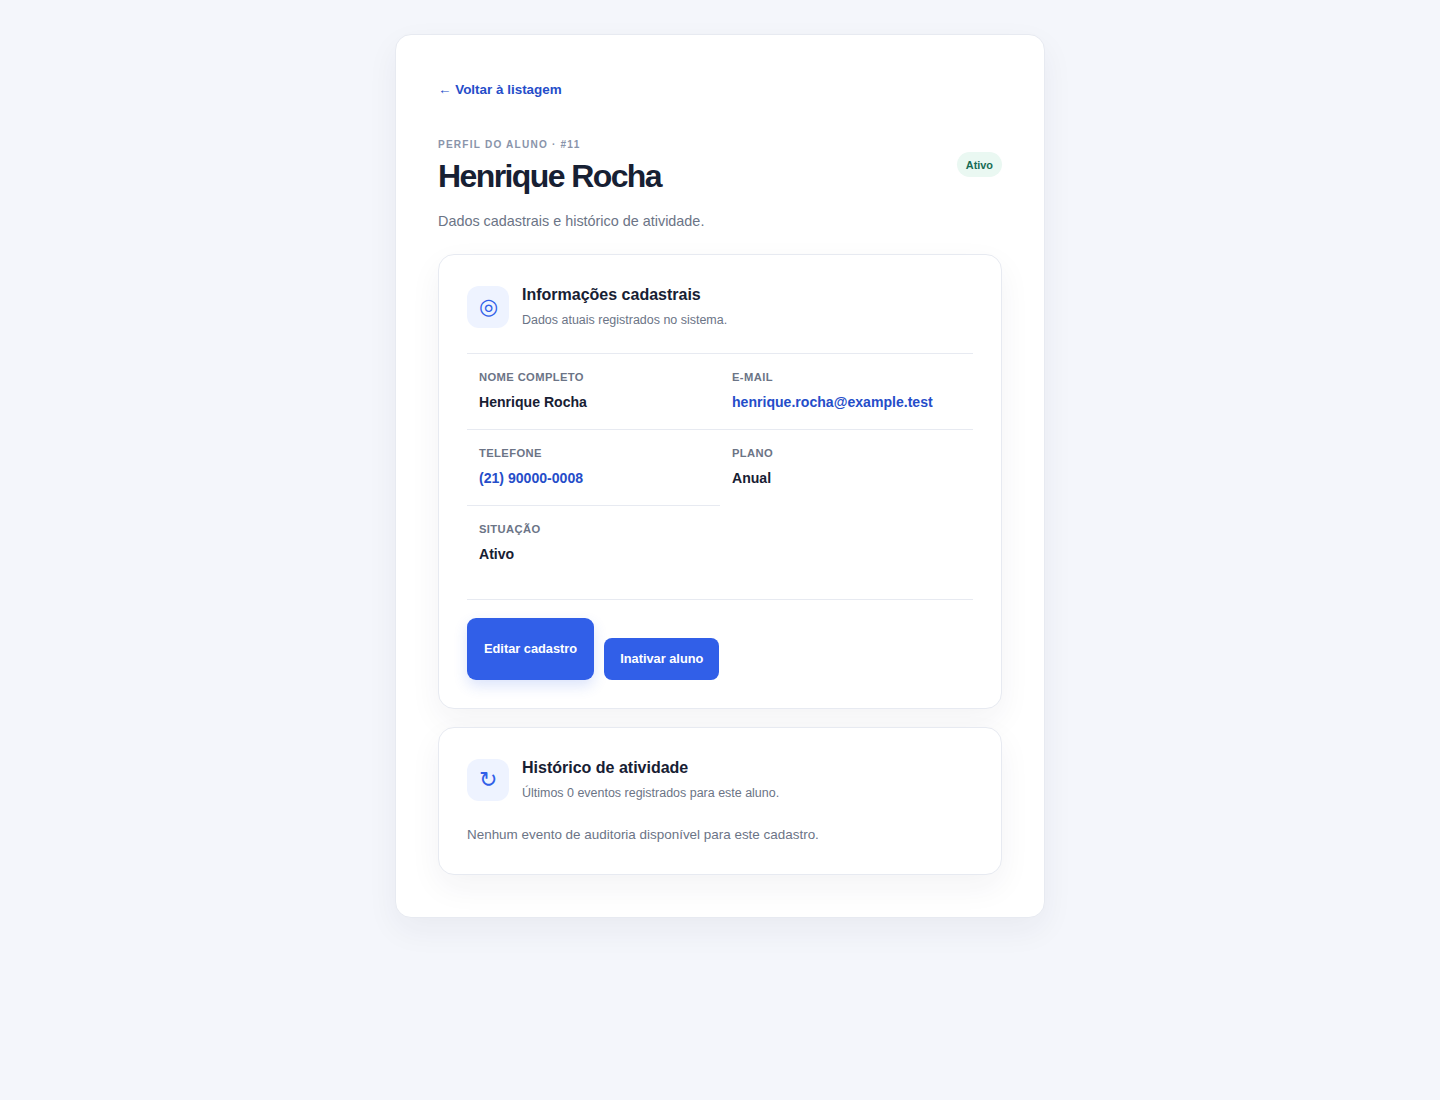 ← Voltar à listagem
PERFIL DO ALUNO · #11
Henrique Rocha
Ativo
Dados cadastrais e histórico de atividade.
Informações cadastrais
Dados atuais registrados no sistema.
NOME COMPLETO
Henrique Rocha
E-MAIL
henrique.rocha@example.test
TELEFONE
(21) 90000-0008
PLANO
Anual
SITUAÇÃO
Ativo
Editar cadastro
Inativar aluno
Histórico de atividade
Últimos 0 eventos registrados para este aluno.
Nenhum evento de auditoria disponível para este cadastro.